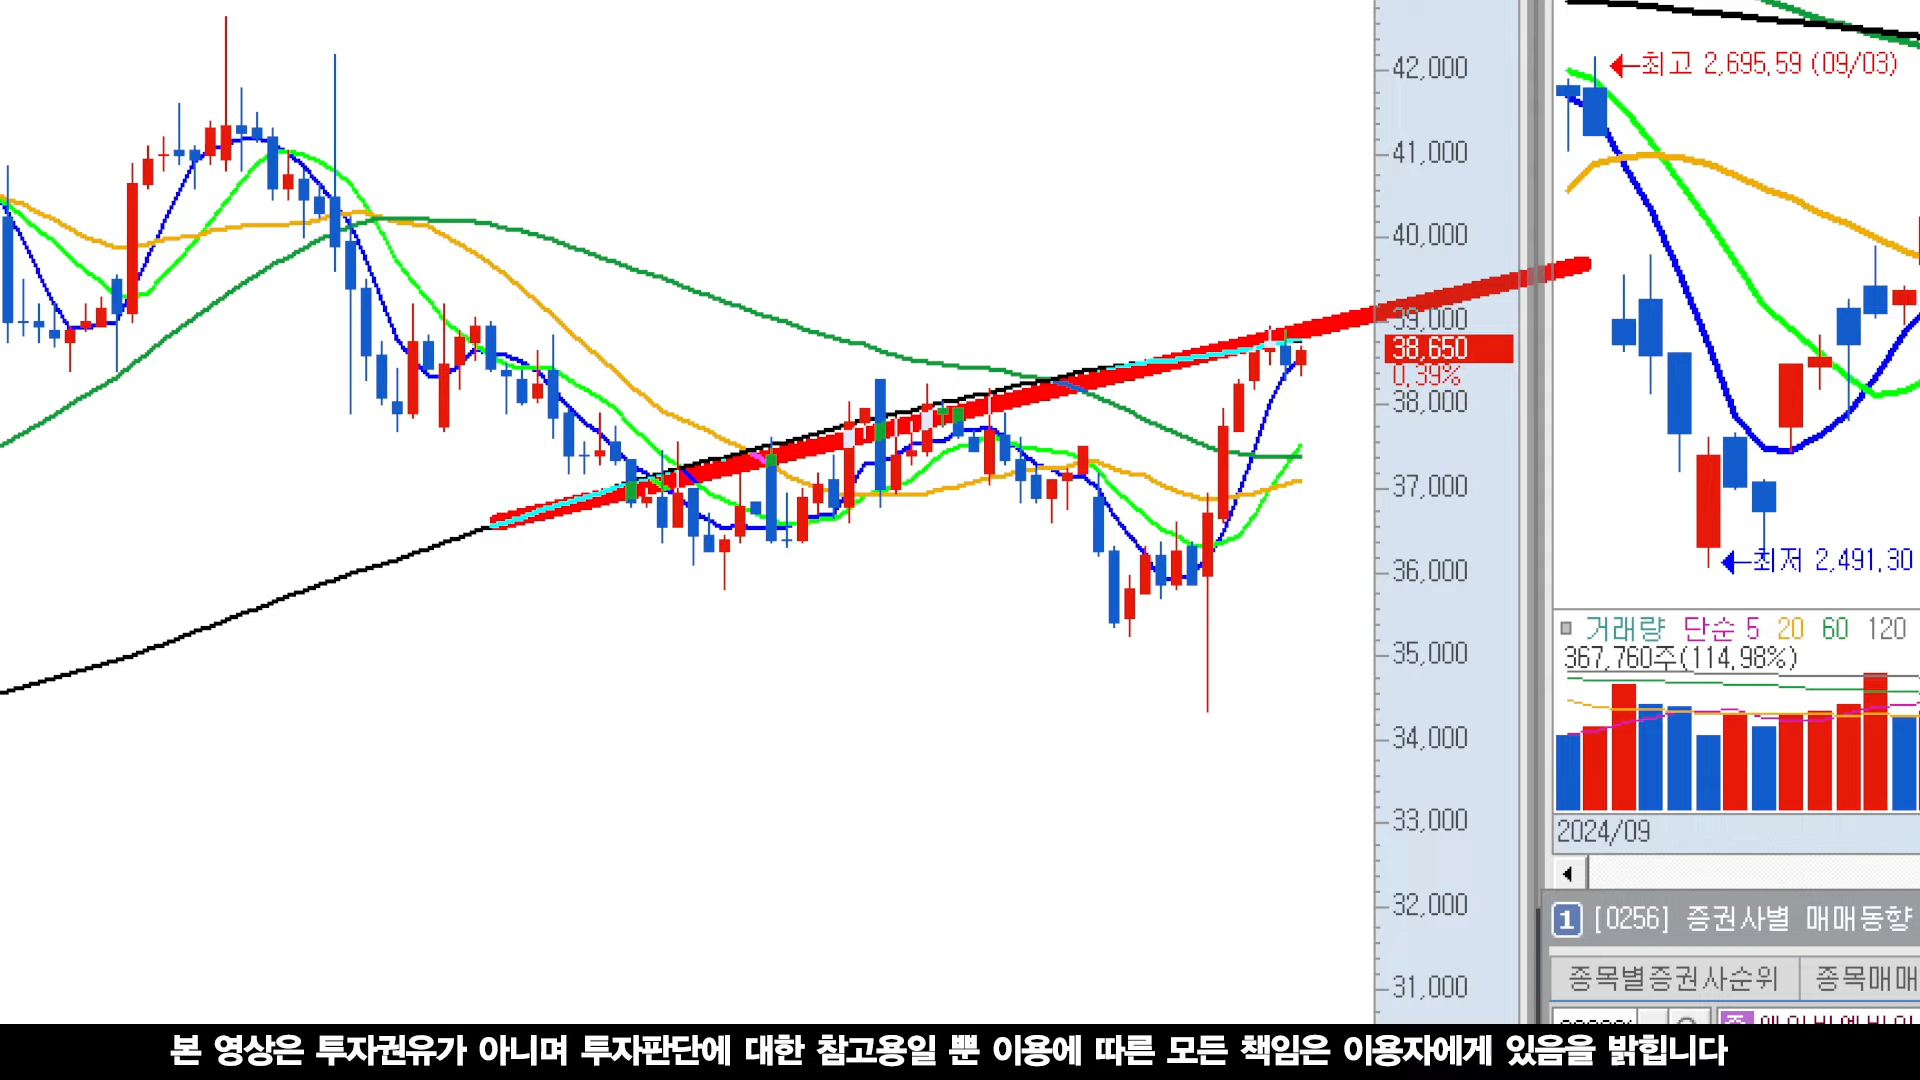 42,000
41,000
40,000
39,000
38,650
0.39%
38,000
37,000
36,000
35,000
34,000
33,000
32,000
31,000
최고 2,695.59 (09/03)
최저 2,491.30
거래량 단순 5 20 60 120
367,760주(114.98%)
2024/09
1 [0256] 증권사별 매매동향
종목별증권사순위 종목매매
본 영상은 투자권유가 아니며 투자판단에 대한 참고용일 뿐 이용에 따른 모든 책임은 이용자에게 있음을 밝힙니다